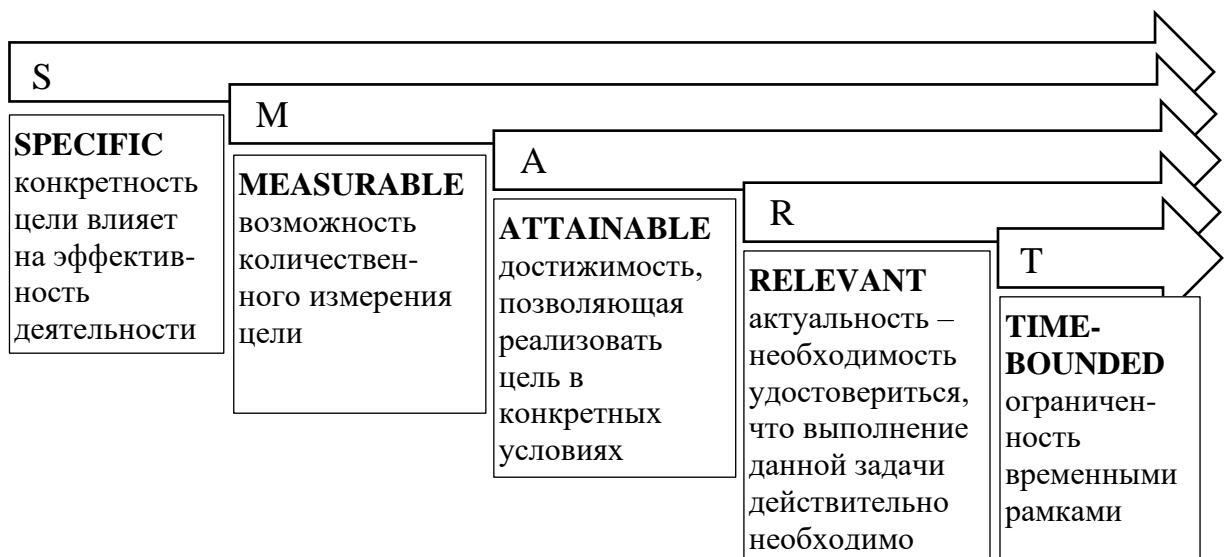 S
SPECIFIC
конкретность
цели влияет
на эффектив-
ность
деятельности
M
MEASURABLE
возможность
количествен-
ного измерения
цели
A
ATTAINABLE
достижимость,
позволяющая
реализовать
цель в
конкретных
условиях
R
RELEVANT
актуальность –
необходимость
удостовериться,
что выполнение
данной задачи
действительно
необходимо
T
TIME-
BOUNDED
ограничен-
ность
временными
рамками